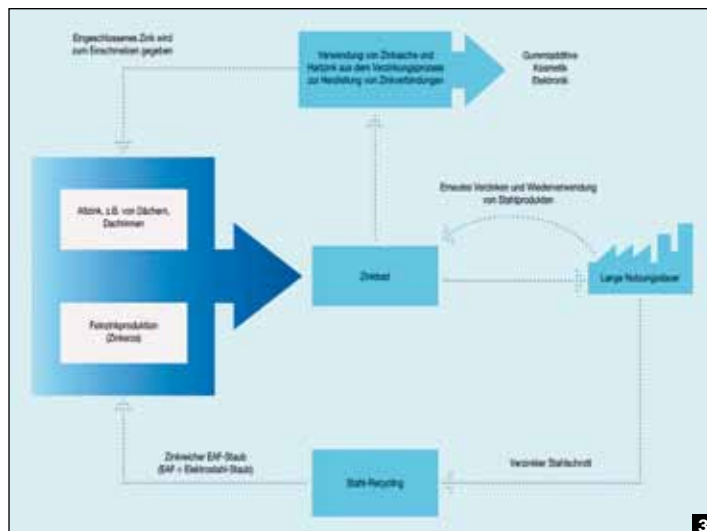 Eingeschlossenes Zink wird
zum Einschmelzen gegeben
Verwendung von Zinkasche und
Hartzink aus dem Verzinkungsprozess
zur Herstellung von Zinkverbindungen
Gummiadditive
Kosmetik
Elektronik
Altzink, z.B. von Dächern,
Dachrinnen
Erneutes Verzinken und Wiederverwendung
von Stahlprodukten
Zinkbad
Lange Nutzungsdauer
Feinzinkproduktion
(Zinkerze)
Zinkreicher EAF-Staub
(EAF = Elektrostahl-Staub)
Stahl-Recycling
Verzinkter Stahlschrott
3